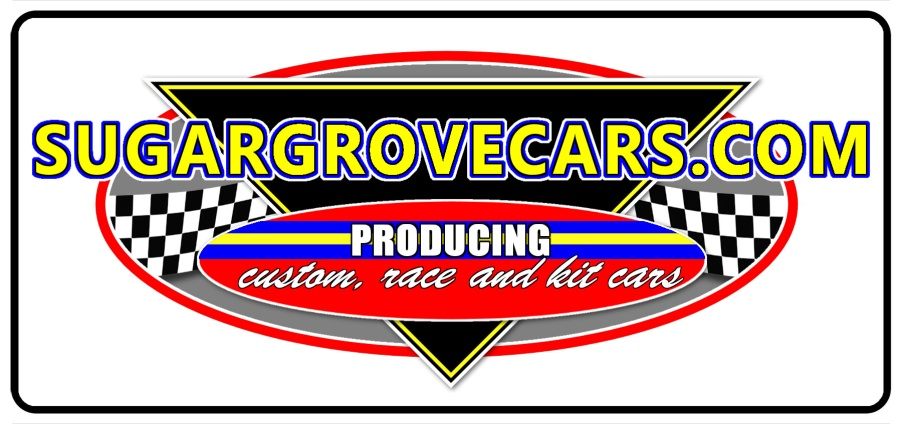 SUGARGROVECARS.COM
PRODUCING
custom, race and kit cars